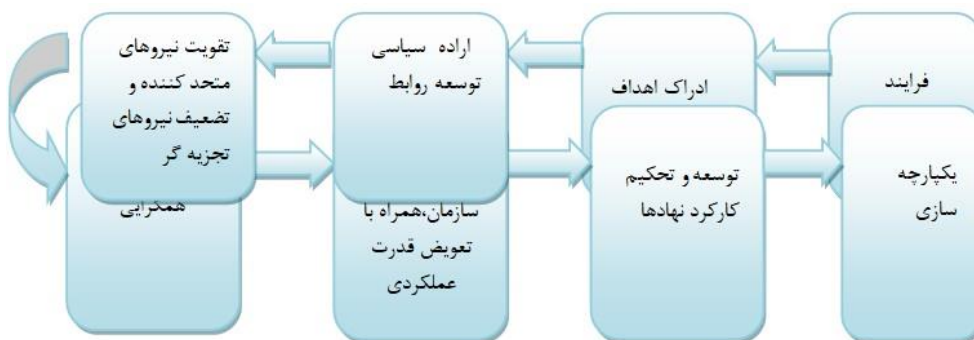 فرایند
ادراک اهداف
اراده سیاسی
توسعه روابط
تقویت نیروهای
متحد کننده و
تضعیف نیروهای
تجزیه گر
همگرایی
سازمان،همراه با
تعویض قدرت
عملکردی
توسعه و تحکیم
کارکرد نهادها
یکپارچه
سازی